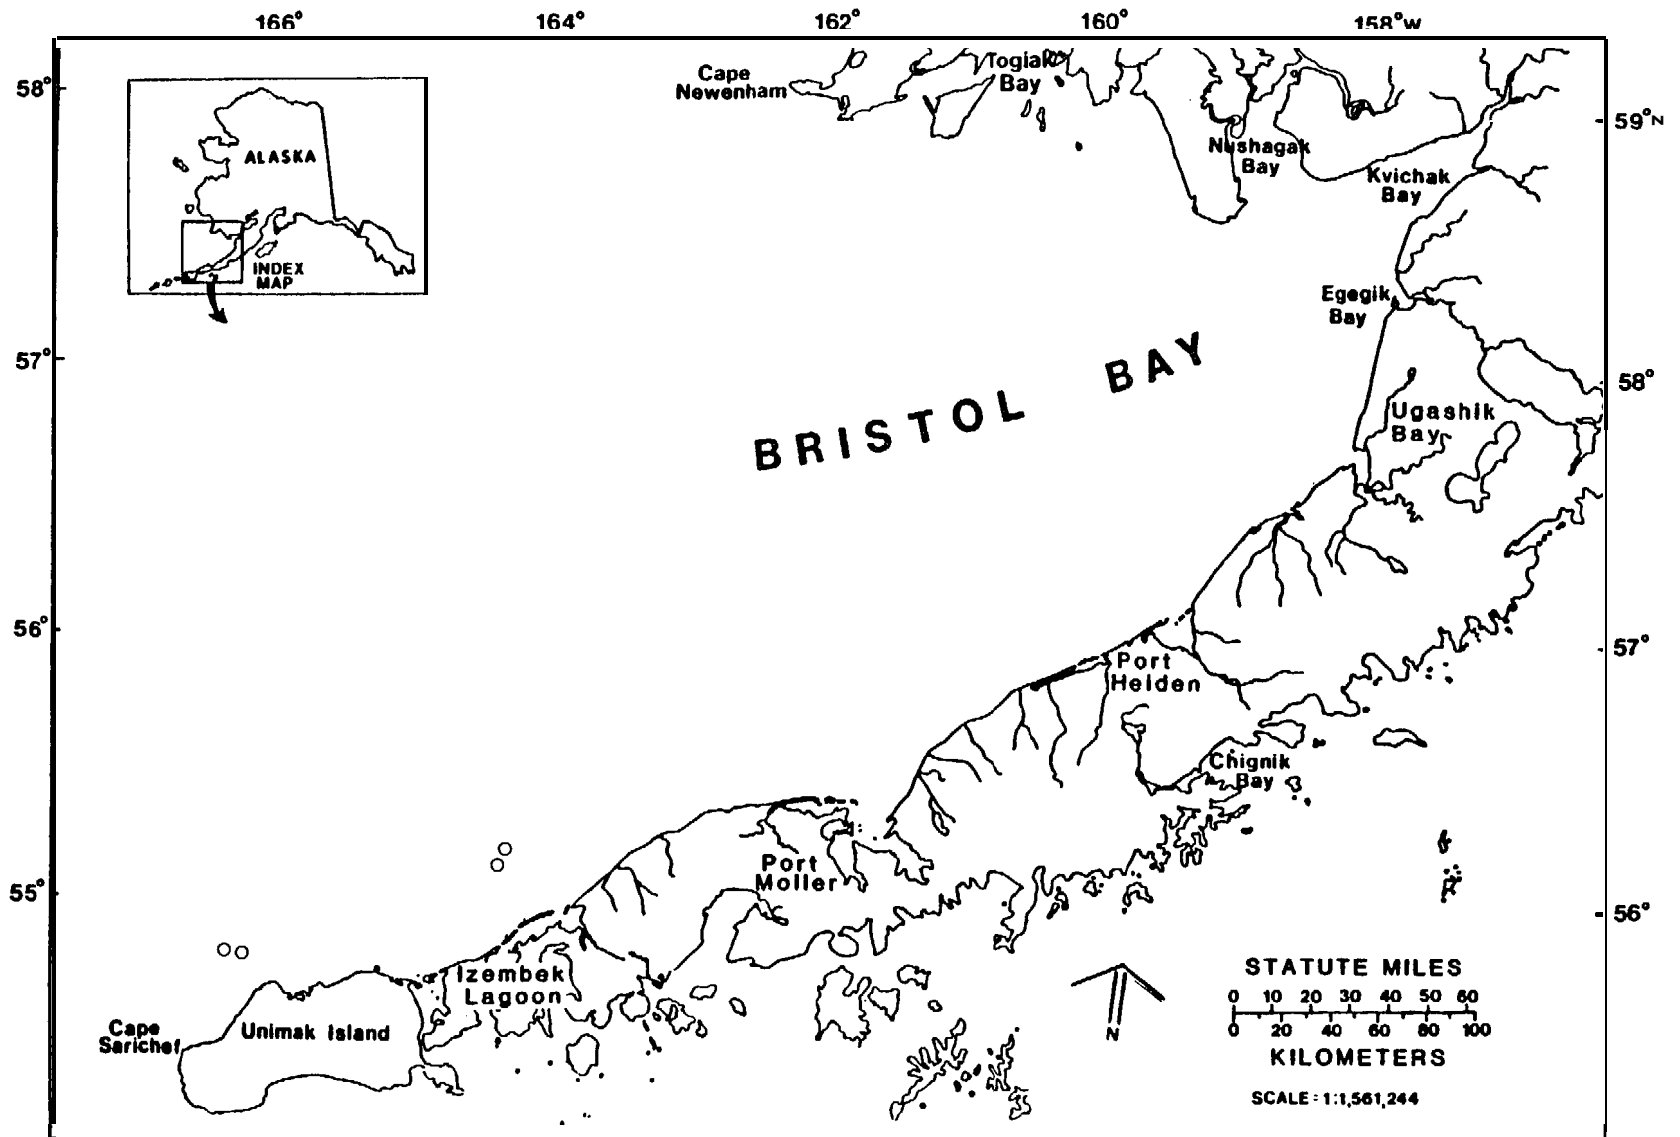 166° 164° 162° 160° 158°W
58°
57°
56°
55°
59°N
58°
57°
56°
ALASKA
INDEX
MAP
Cape
Newenham
Togiak
Bay
Nushagak
Bay
Kvichak
Bay
Egegik
Bay
Ugashik
Bay
BRISTOL BAY
Port
Heiden
Chignik
Bay
Port
Moller
Izembek
Lagoon
Unimak Island
Cape
Sarichef
N
STATUTE MILES
0 10 20 30 40 50 60
0 20 40 60 80 100
KILOMETERS
SCALE = 1:1,561,244